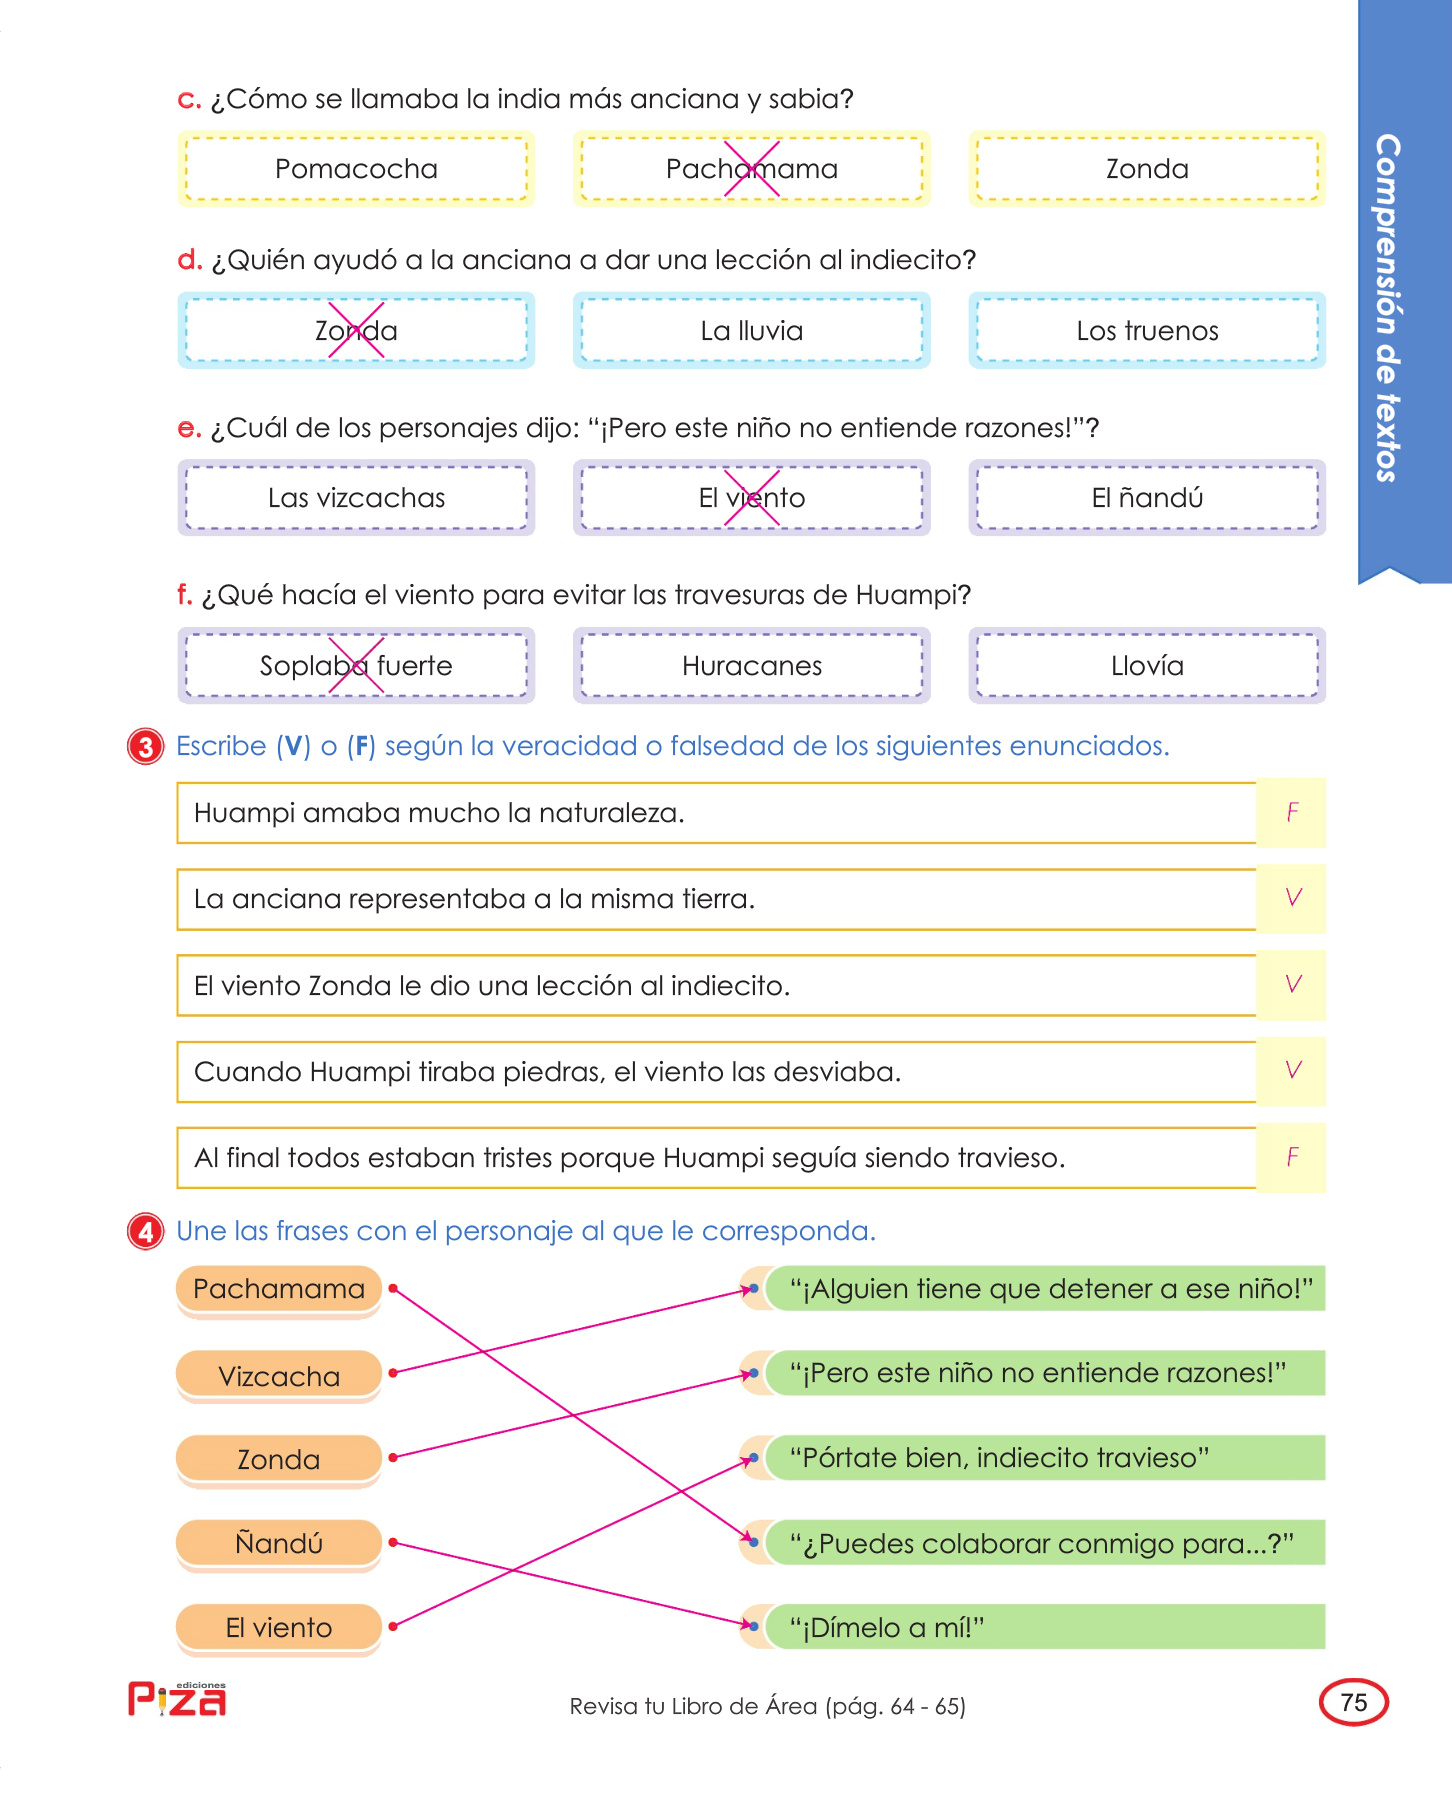 c. ¿Cómo se llamaba la india más anciana y sabia?
Pomacocha
Pachamama
Zonda
d. ¿Quién ayudó a la anciana a dar una lección al indiecito?
Zonda
La lluvia
Los truenos
e. ¿Cuál de los personajes dijo: “¡Pero este niño no entiende razones!”?
Las vizcachas
El viento
El ñandú
f. ¿Qué hacía el viento para evitar las travesuras de Huampi?
Soplaba fuerte
Huracanes
Llovía
Comprensión de textos
3 Escribe (V) o (F) según la veracidad o falsedad de los siguientes enunciados.
Huampi amaba mucho la naturaleza. F
La anciana representaba a la misma tierra. V
El viento Zonda le dio una lección al indiecito. V
Cuando Huampi tiraba piedras, el viento las desviaba. V
Al final todos estaban tristes porque Huampi seguía siendo travieso. F
4 Une las frases con el personaje al que le corresponda.
Pachamama
“¡Alguien tiene que detener a ese niño!”
Vizcacha
“¡Pero este niño no entiende razones!”
Zonda
“Pórtate bien, indiecito travieso”
Ñandú
“¿Puedes colaborar conmigo para...?”
El viento
“¡Dímelo a mí!”
ediciones
Piza
Revisa tu Libro de Área (pág. 64 - 65)
75